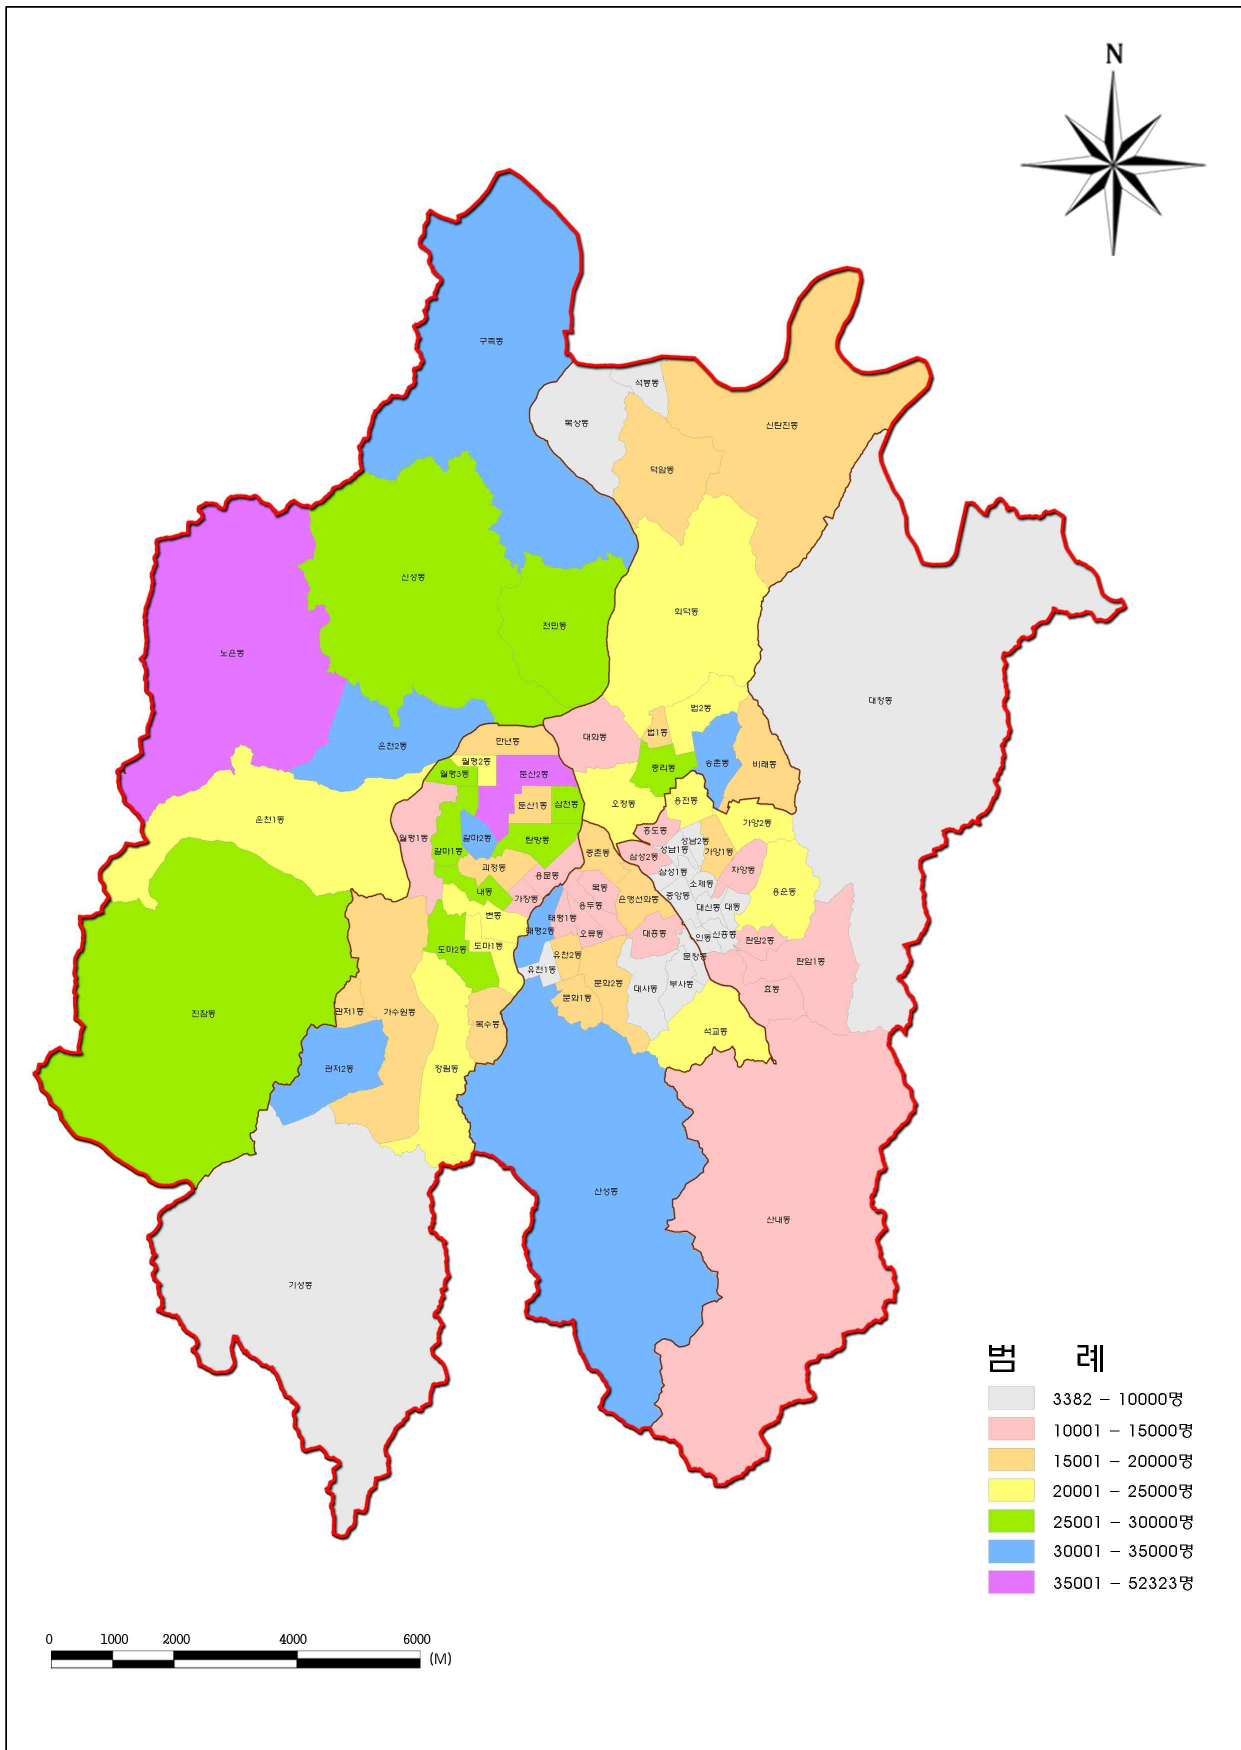 N
구즉동
석봉동
목상동
신탄진동
덕암동
신성동
전민동
회덕동
노은동
대청동
법2동
온천2동
만년동
대화동
법1동
월평2동
중리동
송촌동
비래동
월평3동
둔산2동
오정동
용전동
둔산1동
삼천동
온천1동
가양2동
월평1동
갈마2동
탄방동
홍도동
성남2동
갈마1동
중촌동
삼성2동
성남1동
가양1동
괴정동
용문동
삼성1동
자양동
내동
가장동
목동
소제동
용운동
중앙동
은행선화동
용두동
대신동
대동
변동
태평1동
태평2동
오류동
대흥동
인동
신흥동
판암2동
도마2동
도마1동
유천2동
문창동
판암1동
유천1동
문화2동
대사동
부사동
효동
문화1동
진잠동
관저1동
가수원동
복수동
석교동
관저2동
정림동
산성동
산내동
기성동
범 례
3382 - 10000명
10001 - 15000명
15001 - 20000명
20001 - 25000명
25001 - 30000명
30001 - 35000명
35001 - 52323명
0 1000 2000 4000 6000
(M)